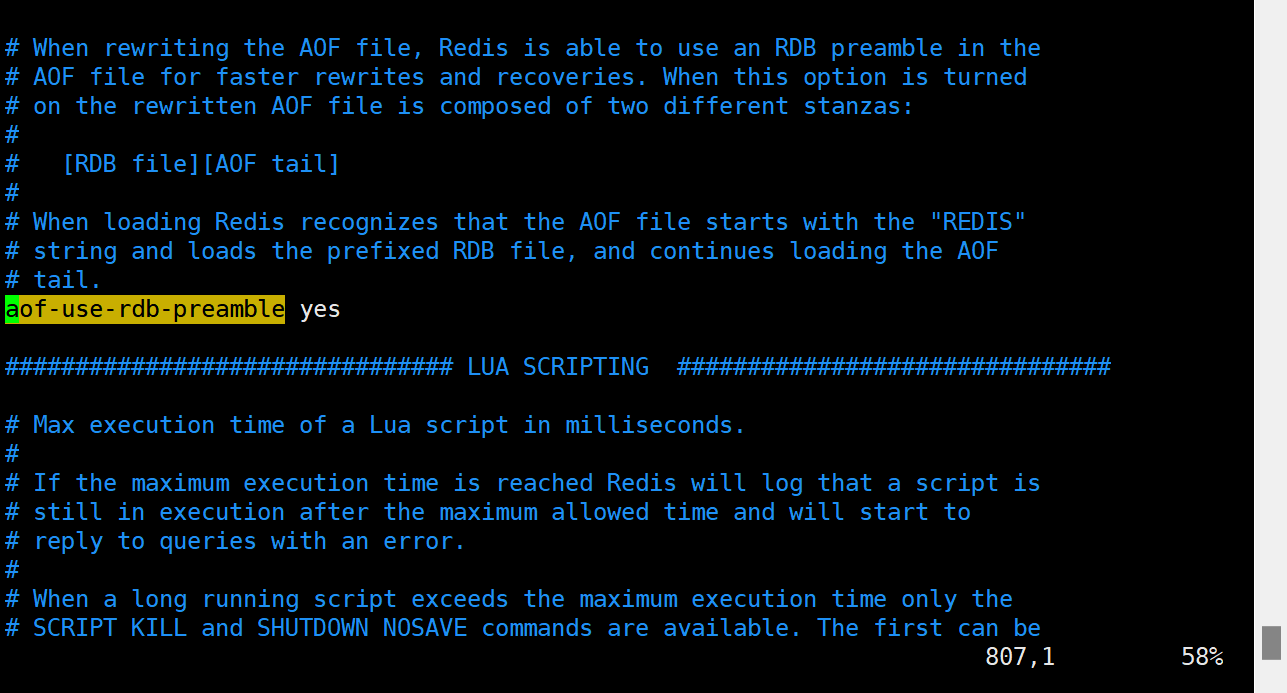 # When rewriting the AOF file, Redis is able to use an RDB preamble in the
# AOF file for faster rewrites and recoveries. When this option is turned
# on the rewritten AOF file is composed of two different stanzas:
#
#   [RDB file][AOF tail]
#
# When loading Redis recognizes that the AOF file starts with the "REDIS"
# string and loads the prefixed RDB file, and continues loading the AOF
# tail.
aof-use-rdb-preamble yes
################################ LUA SCRIPTING  ###############################
# Max execution time of a Lua script in milliseconds.
#
# If the maximum execution time is reached Redis will log that a script is
# still in execution after the maximum allowed time and will start to
# reply to queries with an error.
#
# When a long running script exceeds the maximum execution time only the
# SCRIPT KILL and SHUTDOWN NOSAVE commands are available. The first can be
807,1 58%